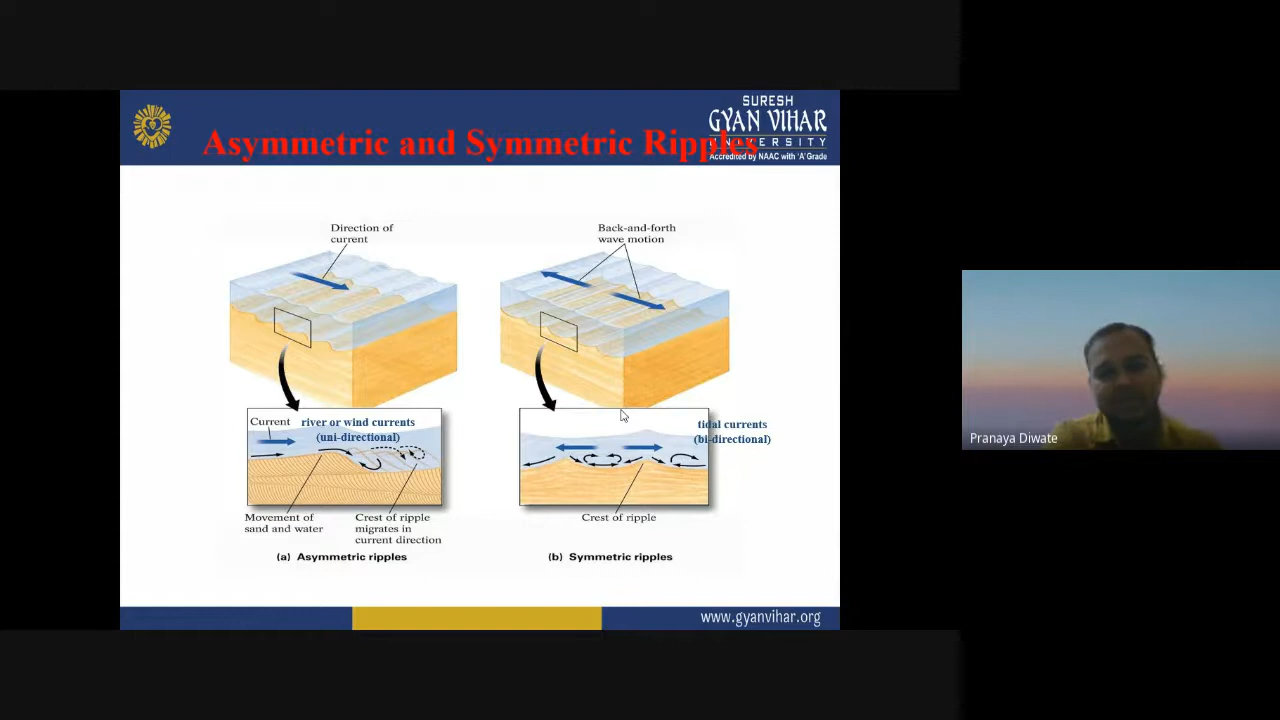 SURESH
GYAN VIHAR
UNIVERSITY
Accredited by NAAC with 'A' Grade
Asymmetric and Symmetric Ripples
Direction of
current
Back-and-forth
wave motion
Current
river or wind currents
(uni-directional)
tidal currents
(bi-directional)
Movement of
sand and water
Crest of ripple
migrates in
current direction
Crest of ripple
(a) Asymmetric ripples
(b) Symmetric ripples
www.gyanvihar.org
Pranaya Diwate